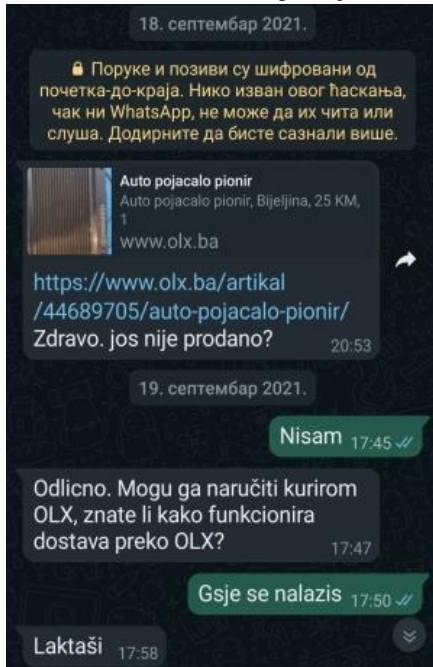 18. септембар 2021.
🔒 Поруке и позиви су шифровани од
почетка-до-краја. Нико изван овог ћаскања,
чак ни WhatsApp, не може да их чита или
слуша. Додирните да бисте сазнали више.
Auto pojacalo pionir
Auto pojacalo pionir, Bijeljina, 25 KM,
1
www.olx.ba
https://www.olx.ba/artikal
/44689705/auto-pojacalo-pionir/
Zdravo. jos nije prodano? 20:53
19. септембар 2021.
Nisam 17:45
Odlicno. Mogu ga naručiti kurirom
OLX, znate li kako funkcionira
dostava preko OLX? 17:47
Gsje se nalazis 17:50
Laktaši 17:58